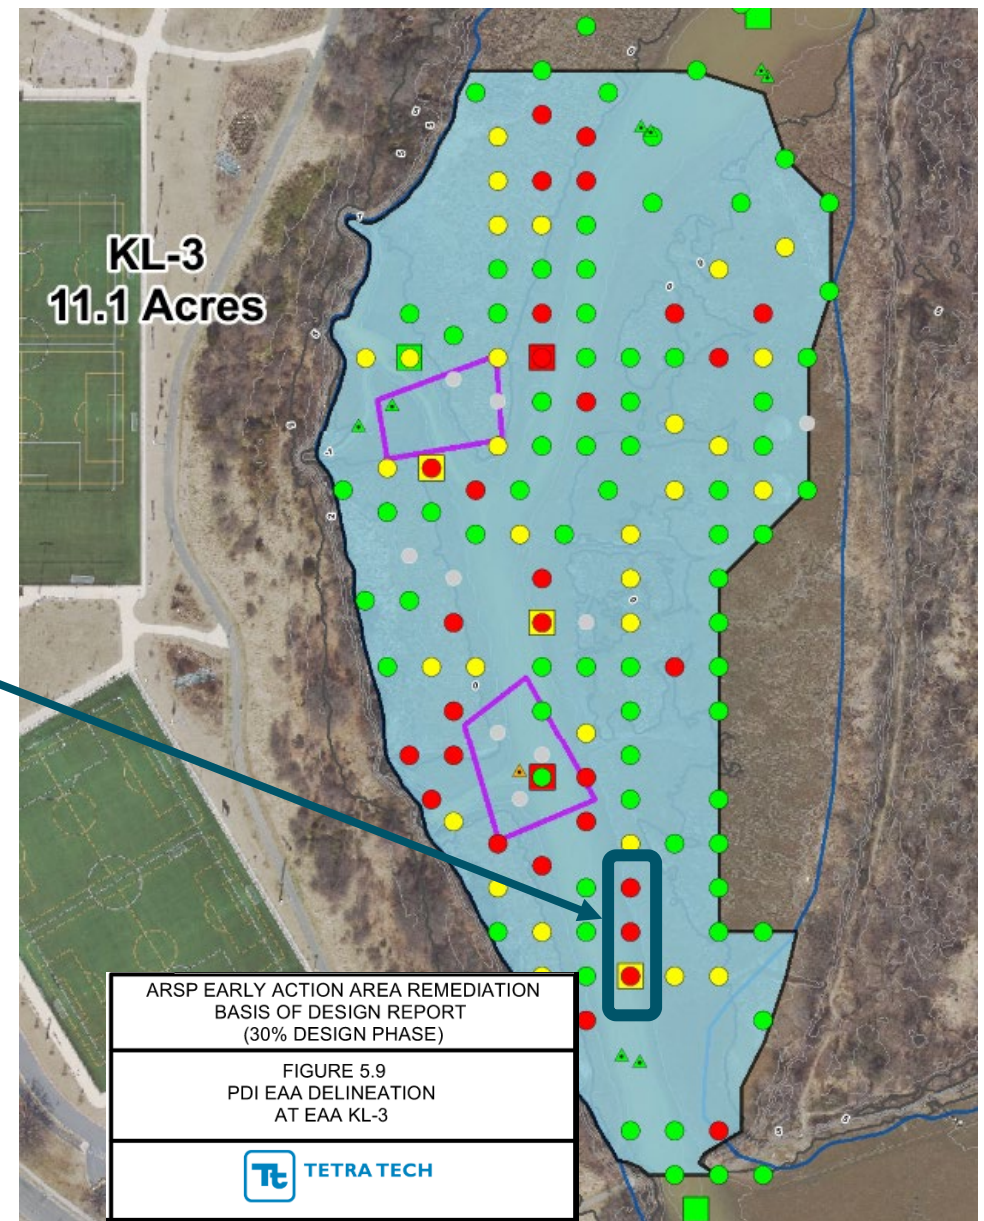 KL-3
11.1 Acres
ARSP EARLY ACTION AREA REMEDIATION
BASIS OF DESIGN REPORT
(30% DESIGN PHASE)
FIGURE 5.9
PDI EAA DELINEATION
AT EAA KL-3
Tt TETRA TECH